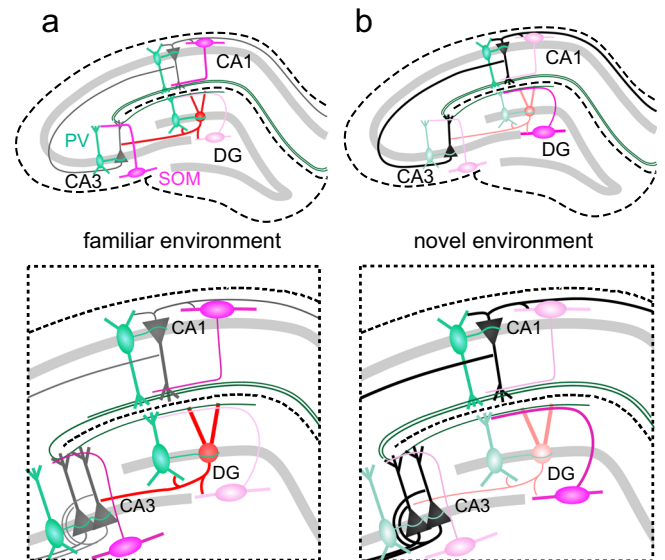 a
CA1
PV
DG
CA3
SOM
familiar environment
CA1
DG
CA3
b
CA1
DG
CA3
novel environment
CA1
DG
CA3